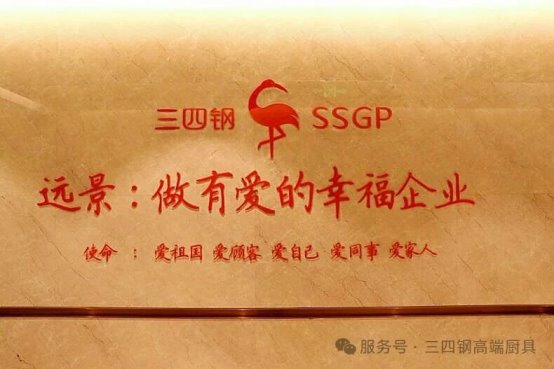 三四钢 SSGP
远景：做有爱的幸福企业
使命：爱祖国 爱顾客 爱自己 爱同事 爱家人
服务号·三四钢高端厨具